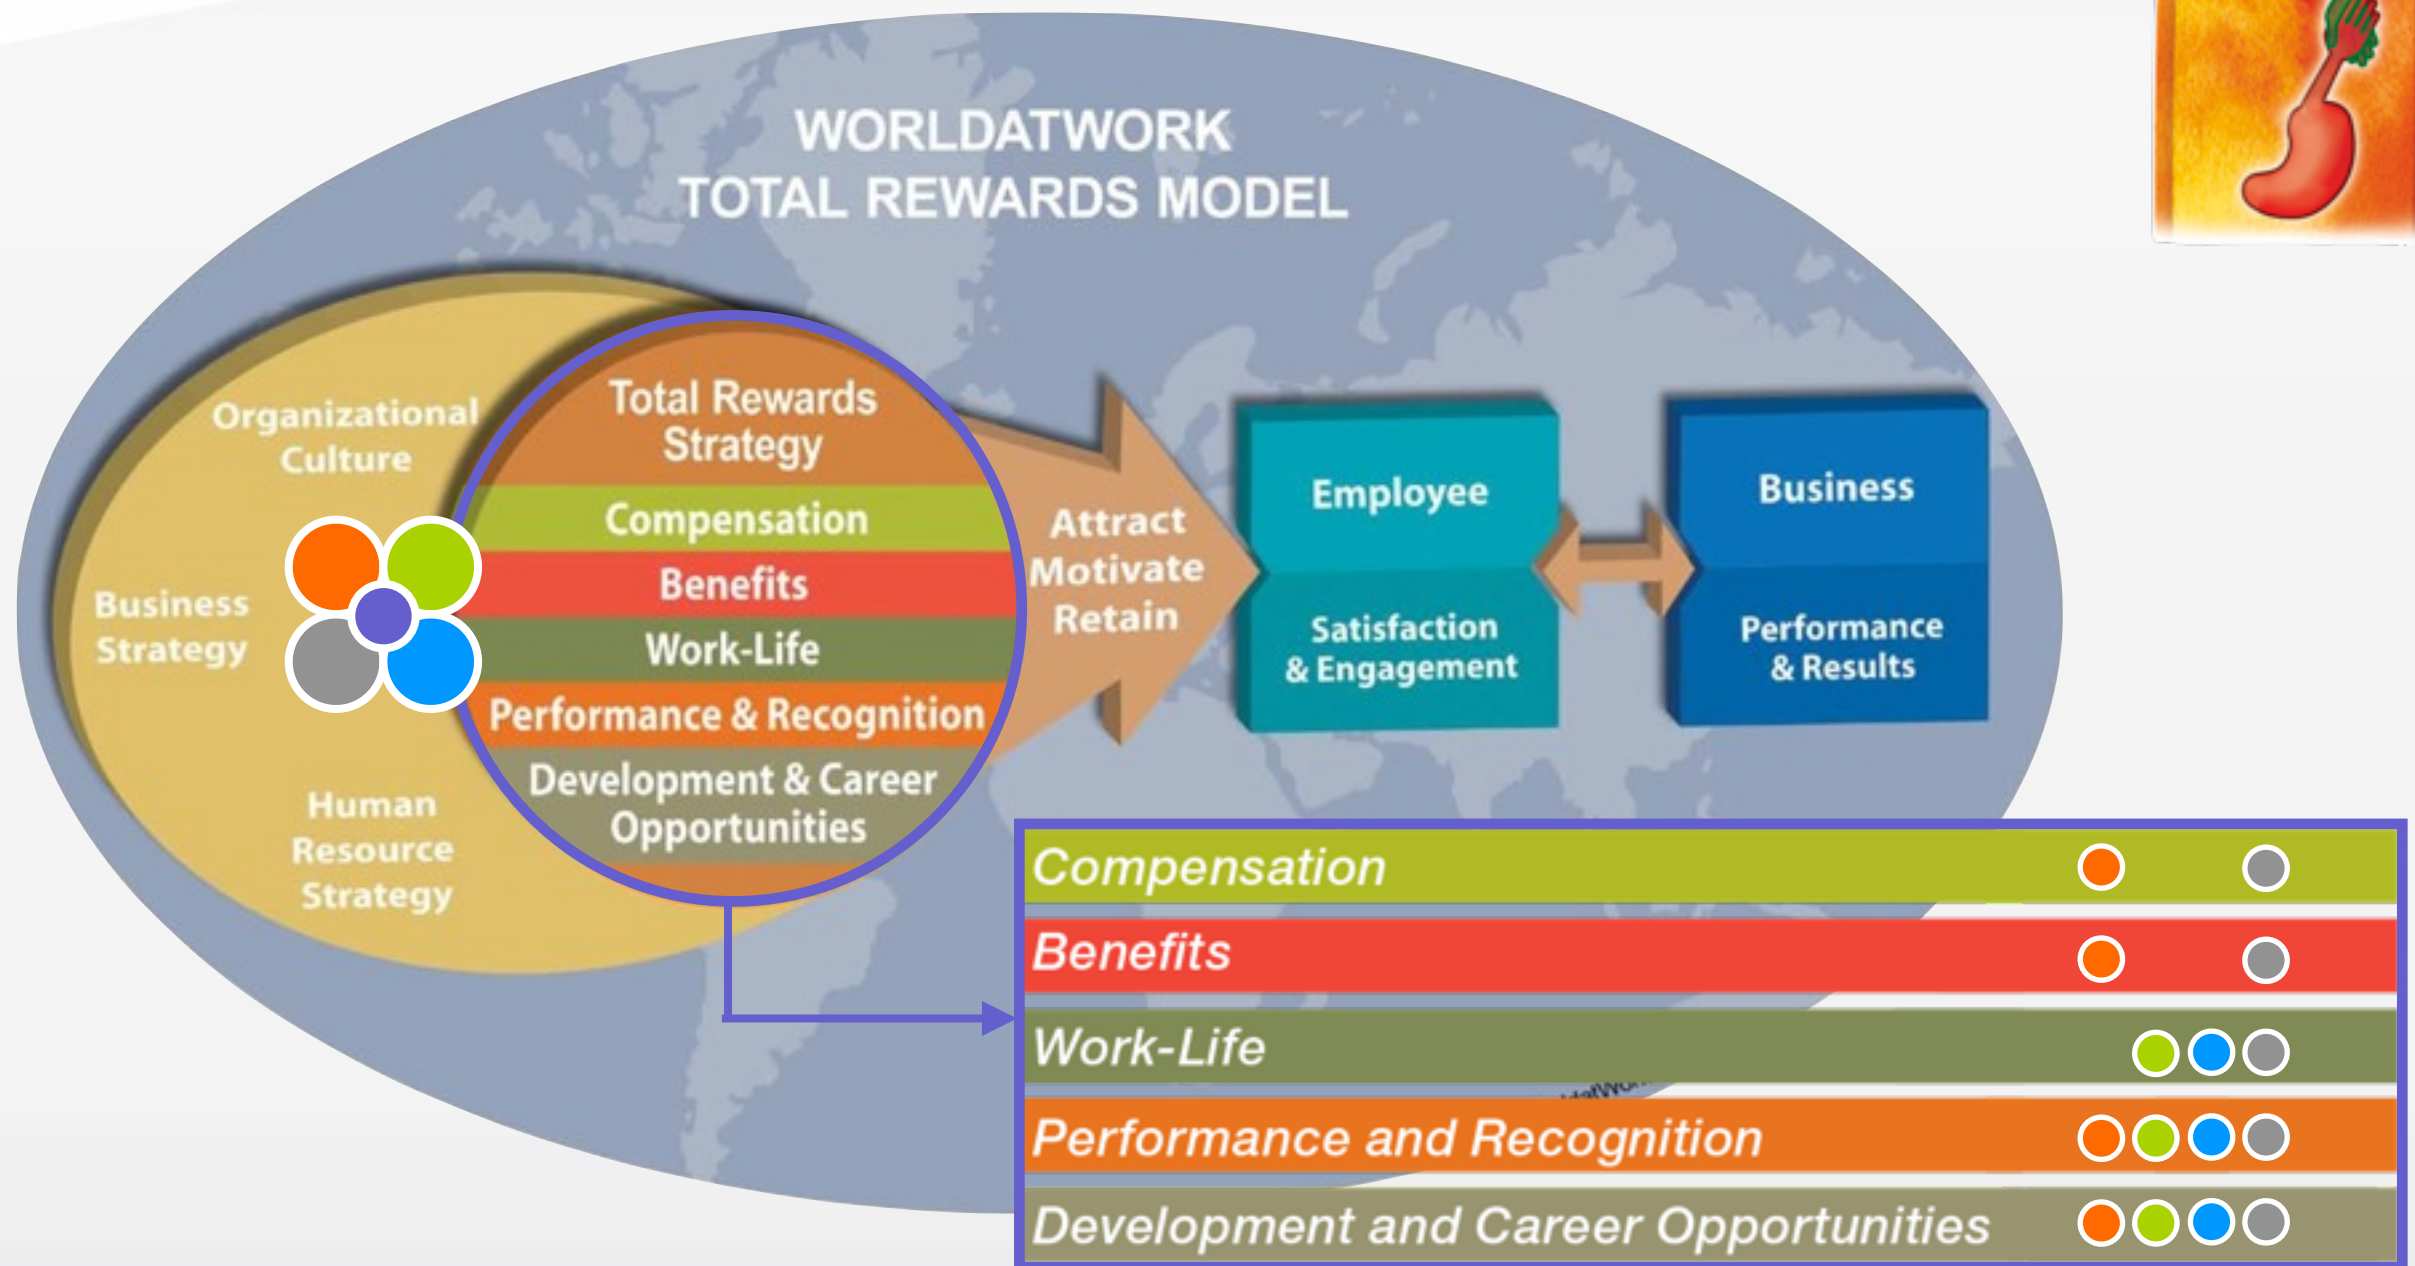 WORLDATWORK
TOTAL REWARDS MODEL
Organizational
Culture
Business
Strategy
Human
Resource
Strategy
Total Rewards
Strategy
Compensation
Benefits
Work-Life
Performance & Recognition
Development & Career
Opportunities
Attract
Motivate
Retain
Employee
Satisfaction
& Engagement
Business
Performance
& Results
Compensation
Benefits
Work-Life
Performance and Recognition
Development and Career Opportunities